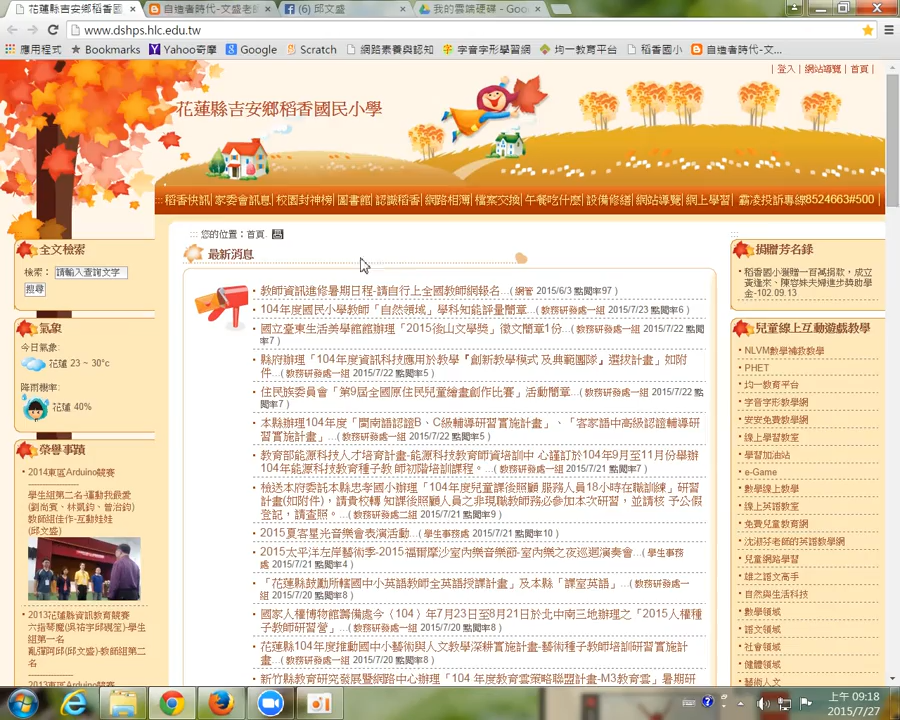 花蓮縣吉安鄉稻香國
自造者時代-文盛老師
(6) 邱文盛
我的雲端硬碟 - Goo
www.dshps.hlc.edu.tw
應用程式 Bookmarks Yahoo奇摩 Google Scratch 網路素養與認知 字音字形學習網 均一教育平台 稻香國小 自造者時代-文...
| 登入 | 網站導覽 | 首頁 |
花蓮縣吉安鄉稻香國民小學
::: 稻香快訊| 家委會訊息| 校園封神榜| 圖書館| 認識稻香| 網路相簿| 檔案交換| 午餐吃什麼| 設備修繕| 網站導覽| 網上學習| 霸凌投訴專線8524663#500 |
::: 您的位置：首頁
最新消息
教師資訊進修暑期日程-請自行上全國教師網報名...( 網管 2015/6/3 點閱率97 )
104年度國民小學教師「自然領域」學科知能評量簡章...( 教務研發處一組 2015/7/23 點閱率6 )
國立臺東生活美學館館辦理「2015後山文學獎」徵文簡章1份...( 教務研發處一組 2015/7/22 點閱
率7 )
縣府辦理「104年度資訊科技應用於教學『創新教學模式 及典範團隊』選拔計畫」如附
件...( 教務研發處一組 2015/7/22 點閱率5 )
住民族委員會「第9屆全國原住民兒童繪畫創作比賽」活動簡章...( 教務研發處一組 2015/7/22 點
閱率7 )
本縣辦理104年度「閩南語認證B、C級輔導研習實施計畫」、「客家語中高級認證輔導研
習實施計畫」...( 教務研發處一組 2015/7/22 點閱率5 )
教育部能源科技人才培育計畫-能源科技教育師資培訓中 心謹訂於104年9月至11月份舉辦
104年能源科技教育種子教 師初階培訓課程。...( 教務研發處一組 2015/7/21 點閱率7 )
檢送本府委託本縣忠孝國小辦理「104年度兒童課後照顧 服務人員18小時在職訓練」研習
計畫(如附件)，請貴校轉 知課後照顧人員之非現職教師務必參加本次研習，並請核 子公假
登記，請查照。...( 教務研發處二組 2015/7/21 點閱率9 )
2015夏客星光音樂會表演活動...( 學生事務處 2015/7/21 點閱率10 )
2015太平洋左岸藝術季-2015福爾摩沙室內樂音樂節-室內樂之夜巡迴演奏會...( 學生事務
處 2015/7/21 點閱率4 )
「花蓮縣鼓勵所轄國中小英語教師全英語授課計畫」及本縣「課室英語」...( 教務研發處一
組 2015/7/20 點閱率8 )
國家人權博物館籌備處今〈104〉年7月23日至8月21日於北中南三地辦理之「2015人權種
子教師研習營」...( 教務研發處一組 2015/7/20 點閱率8 )
花蓮縣104年度推動國中小藝術與人文教學深耕實施計畫-藝術種子教師培訓研習實施計
畫...( 教務研發處一組 2015/7/20 點閱率8 )
新竹縣教育研究發展暨網路中心辦理「104 年度教育雲策略聯盟計畫-M3教育雲」暑期研
全文檢索
檢索： 請輸入查詢文字
搜尋
氣象
今日氣象:
花蓮 23 ~ 30°c
降雨機率:
花蓮 40%
榮譽事蹟
2014東區Arduino競賽
學生組第二名-運動我最愛
(劉宥賓、林凱鈞、曾治鈞)
教師組佳作-互動娃娃
(邱文盛)
2013花蓮縣資訊教育競賽
六指琴魔(吳祐宇邱現荃)-學生
組第一名
亂彈阿邱(邱文盛)-教師組第二
名
2013東區Arduino競賽
:::
捐贈芳名錄
稻香國小獲贈一百萬捐款，成立
黃逢來、陳容妹夫婦進步獎助學
金-102.09.13
兒童線上互動遊戲教學
NLVM數學補救教學
PHET
均一教育平台
字音字形教學網
安安免費教學網
線上學習教室
學習加油站
e-Game
數學線上教學
線上英語教室
免費兒童教育網
沈淑芬老師的英語教學網
兒童網路學習
雄之語文高手
自然與生活科技
數學領域
語文領域
社會領域
健體領域
藝術人文
上午 09:18
2015/7/27